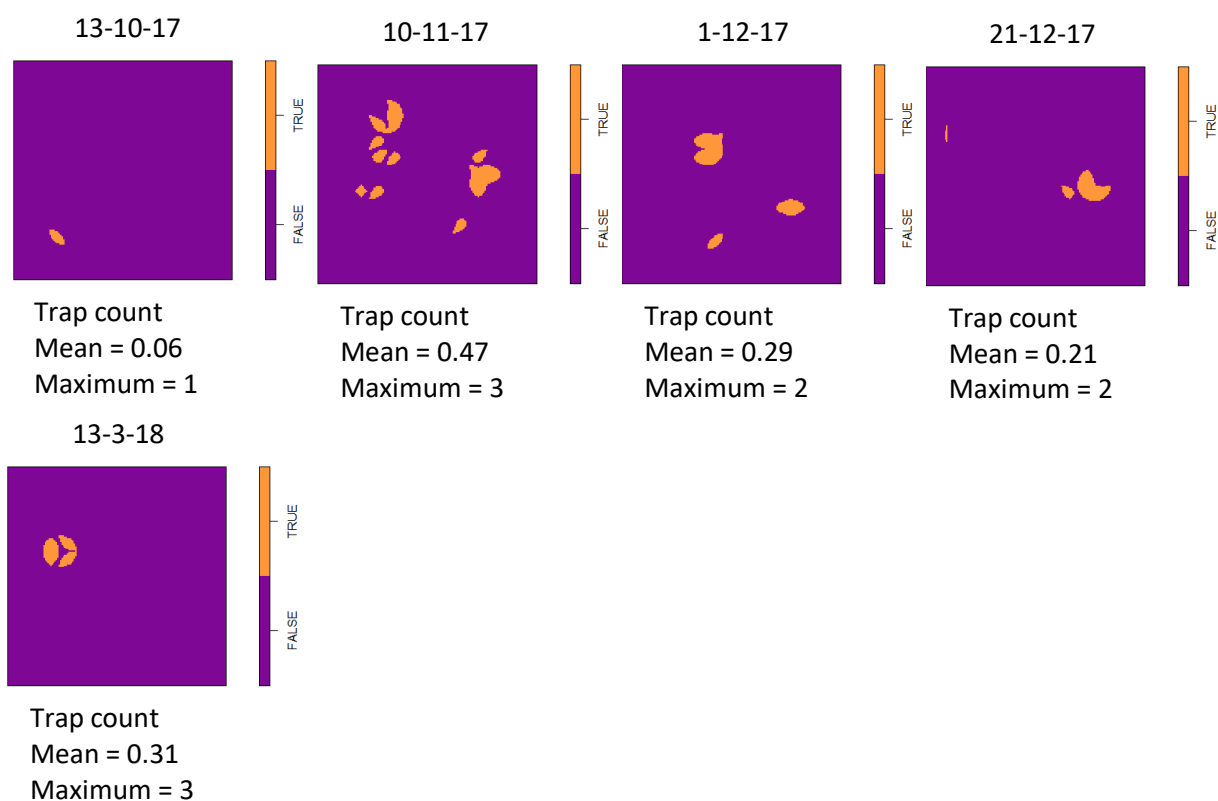 13-10-17
10-11-17
1-12-17
21-12-17
TRUE
FALSE
TRUE
FALSE
TRUE
FALSE
TRUE
FALSE
Trap count
Mean = 0.06
Maximum = 1
Trap count
Mean = 0.47
Maximum = 3
Trap count
Mean = 0.29
Maximum = 2
Trap count
Mean = 0.21
Maximum = 2
13-3-18
TRUE
FALSE
Trap count
Mean = 0.31
Maximum = 3